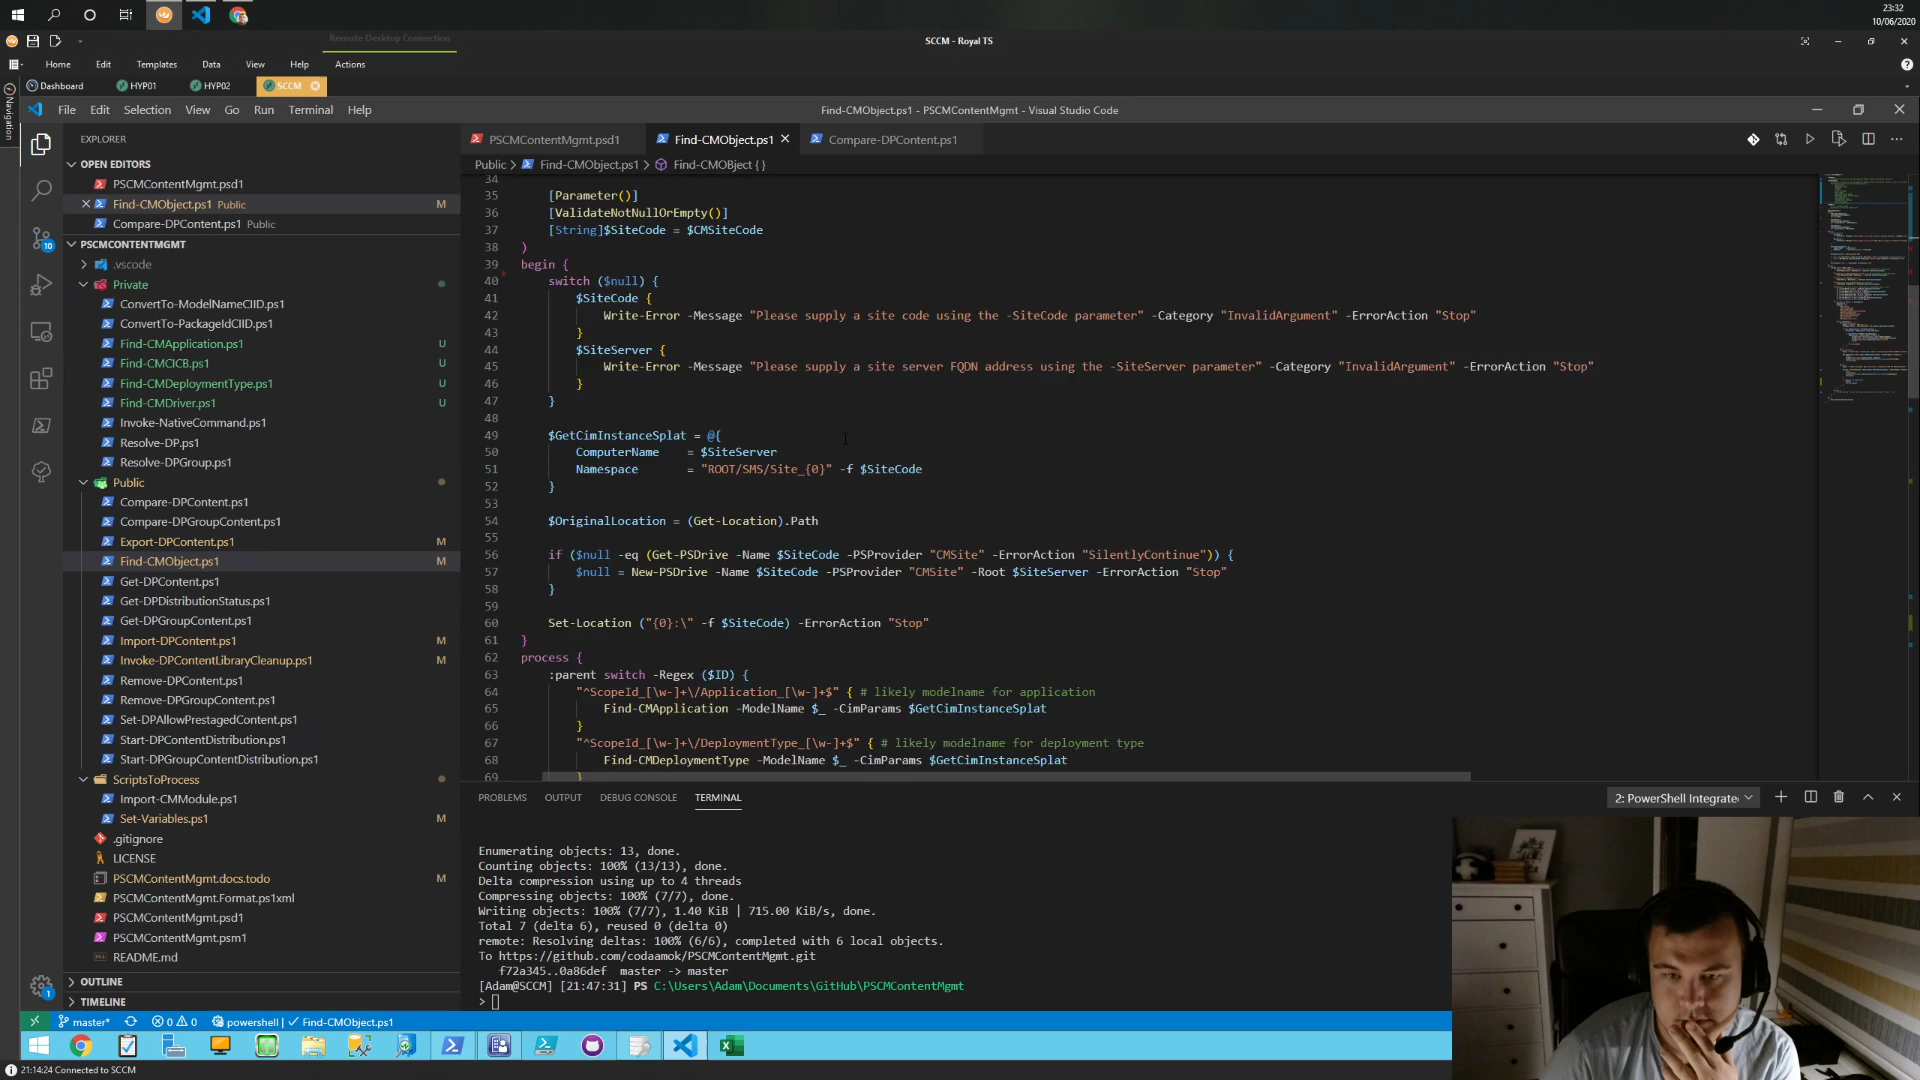 23:32
10/06/2020
Remote Desktop Connection
SCCM - Royal TS
Home Edit Templates Data View Help Actions
Dashboard HYP01 HYP02 SCCM
Navigation
File Edit Selection View Go Run Terminal Help
Find-CMObject.ps1 - PSCMContentMgmt - Visual Studio Code
EXPLORER
OPEN EDITORS
PSCMContentMgmt.psd1
Find-CMObject.ps1 Public M
Compare-DPContent.ps1 Public
PSCMCONTENTMGMT
.vscode
Private
ConvertTo-ModelNameCIID.ps1
ConvertTo-PackageIdCIID.ps1
Find-CMApplication.ps1 U
Find-CMCICB.ps1 U
Find-CMDeploymentType.ps1 U
Find-CMDriver.ps1 U
Invoke-NativeCommand.ps1
Resolve-DP.ps1
Resolve-DPGroup.ps1
Public
Compare-DPContent.ps1
Compare-DPGroupContent.ps1
Export-DPContent.ps1 M
Find-CMObject.ps1 M
Get-DPContent.ps1
Get-DPDistributionStatus.ps1
Get-DPGroupContent.ps1
Import-DPContent.ps1 M
Invoke-DPContentLibraryCleanup.ps1 M
Remove-DPContent.ps1
Remove-DPGroupContent.ps1
Set-DPAllowPrestagedContent.ps1
Start-DPContentDistribution.ps1
Start-DPGroupContentDistribution.ps1
ScriptsToProcess
Import-CMModule.ps1
Set-Variables.ps1 M
.gitignore
LICENSE
PSCMContentMgmt.docs.todo M
PSCMContentMgmt.Format.ps1xml
PSCMContentMgmt.psd1
PSCMContentMgmt.psm1
README.md
OUTLINE
TIMELINE
10
1
PSCMContentMgmt.psd1 Find-CMObject.ps1 Compare-DPContent.ps1
Public > Find-CMObject.ps1 > Find-CMOBject { }
34
35 [Parameter()]
36 [ValidateNotNullOrEmpty()]
37 [String]$SiteCode = $CMSiteCode
38 )
39 begin {
40 switch ($null) {
41 $SiteCode {
42 Write-Error -Message "Please supply a site code using the -SiteCode parameter" -Category "InvalidArgument" -ErrorAction "Stop"
43 }
44 $SiteServer {
45 Write-Error -Message "Please supply a site server FQDN address using the -SiteServer parameter" -Category "InvalidArgument" -ErrorAction "Stop"
46 }
47 }
48
49 $GetCimInstanceSplat = @{
50 ComputerName = $SiteServer
51 Namespace = "ROOT/SMS/Site_{0}" -f $SiteCode
52 }
53
54 $OriginalLocation = (Get-Location).Path
55
56 if ($null -eq (Get-PSDrive -Name $SiteCode -PSProvider "CMSite" -ErrorAction "SilentlyContinue")) {
57 $null = New-PSDrive -Name $SiteCode -PSProvider "CMSite" -Root $SiteServer -ErrorAction "Stop"
58 }
59
60 Set-Location ("{0}:\" -f $SiteCode) -ErrorAction "Stop"
61 }
62 process {
63 :parent switch -Regex ($ID) {
64 "^ScopeId_[\w-]+\/Application_[\w-]+$" { # likely modelname for application
65 Find-CMApplication -ModelName $_ -CimParams $GetCimInstanceSplat
66 }
67 "^ScopeId_[\w-]+\/DeploymentType_[\w-]+$" { # likely modelname for deployment type
68 Find-CMDeploymentType -ModelName $_ -CimParams $GetCimInstanceSplat
69 }
PROBLEMS OUTPUT DEBUG CONSOLE TERMINAL
2: PowerShell Integrate
Enumerating objects: 13, done.
Counting objects: 100% (13/13), done.
Delta compression using up to 4 threads
Compressing objects: 100% (7/7), done.
Writing objects: 100% (7/7), 1.40 KiB | 715.00 KiB/s, done.
Total 7 (delta 6), reused 0 (delta 0)
remote: Resolving deltas: 100% (6/6), completed with 6 local objects.
To https://github.com/codaamok/PSCMContentMgmt.git
f72a345..0a86def master -> master
[Adam@SCCM] [21:47:31] PS C:\Users\Adam\Documents\GitHub\PSCMContentMgmt
>
master* 0 0 powershell | Find-CMObject.ps1
21:14:24 Connected to SCCM